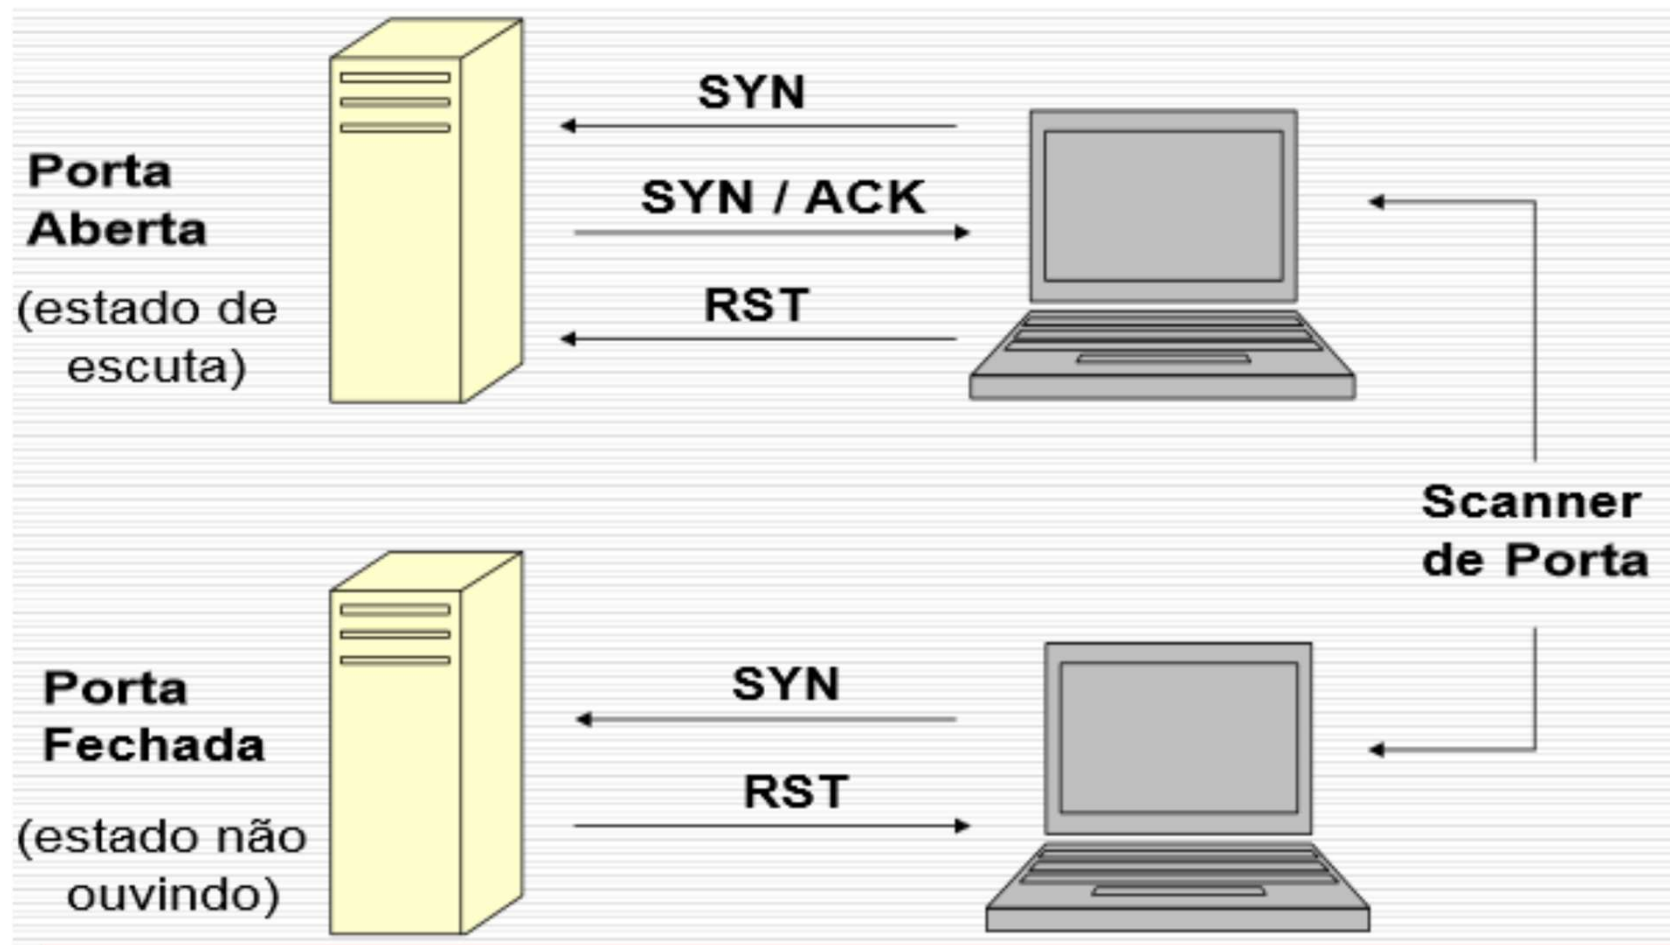 Porta
Aberta
(estado de
escuta)
SYN
SYN / ACK
RST
Scanner
de Porta
Porta
Fechada
(estado não
ouvindo)
SYN
RST